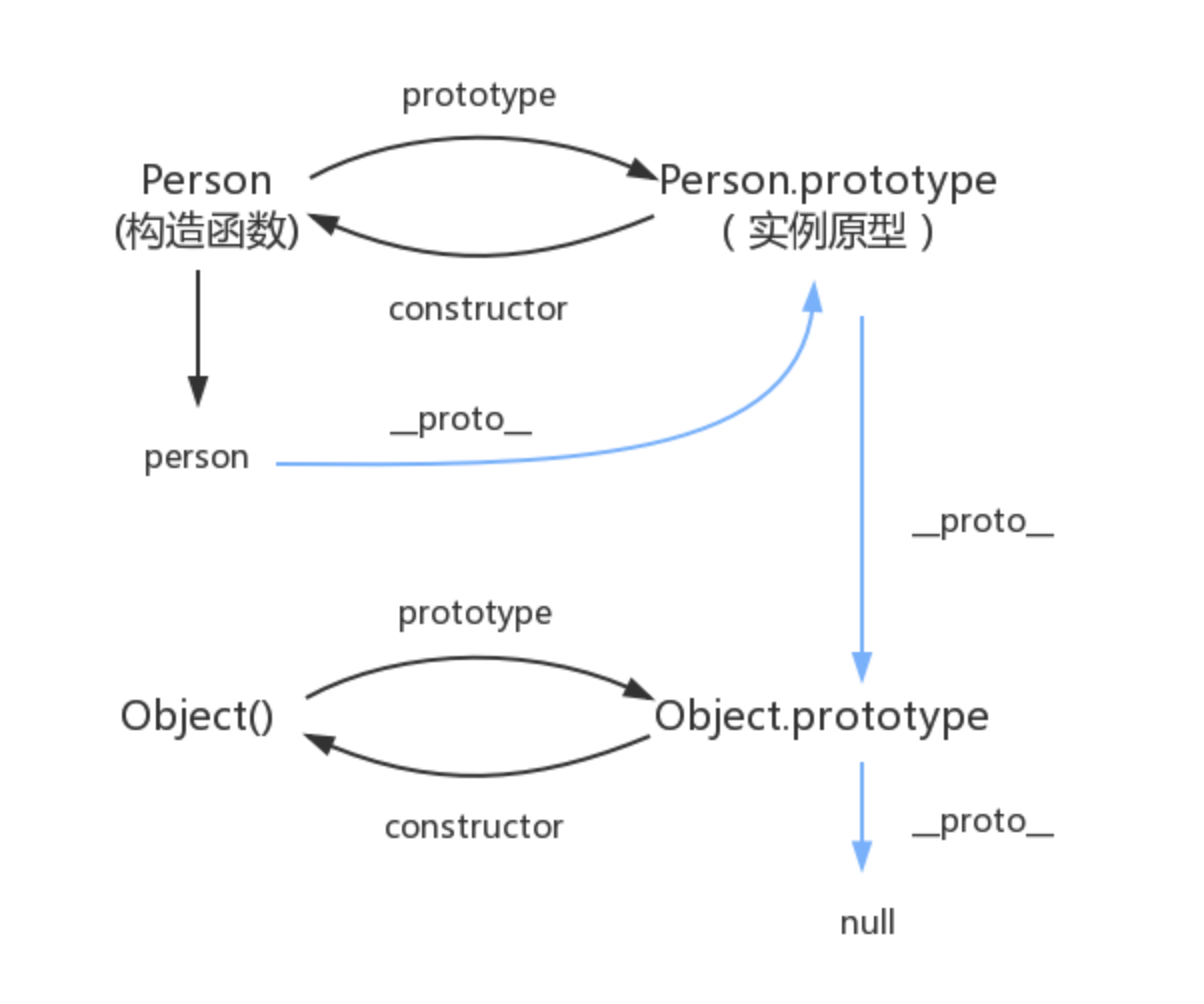 prototype
Person
Person.prototype
(构造函数)
（实例原型）
constructor
__proto__
person
__proto__
prototype
Object()
Object.prototype
constructor
__proto__
null